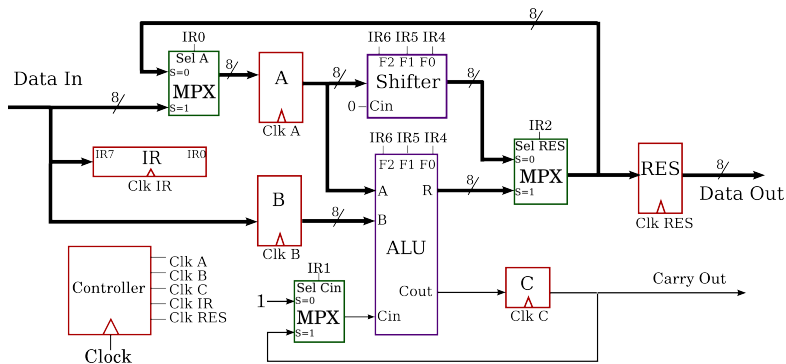 IR0
8
IR6 IR5 IR4
Sel A
S=0
MPX
S=1
8
A
Clk A
8
F2 F1 F0
Shifter
0 Cin
8
Data In
8
IR7 IR IR0
Clk IR
IR6 IR5 IR4
F2 F1 F0
A R
B
ALU
Cout
Cin
8
IR2
Sel RES
S=0
MPX
S=1
RES
Clk RES
8
Data Out
B
Clk B
8
Controller
Clk A
Clk B
Clk C
Clk IR
Clk RES
Clock
IR1
Sel Cin
1
S=0
MPX
S=1
C
Clk C
Carry Out